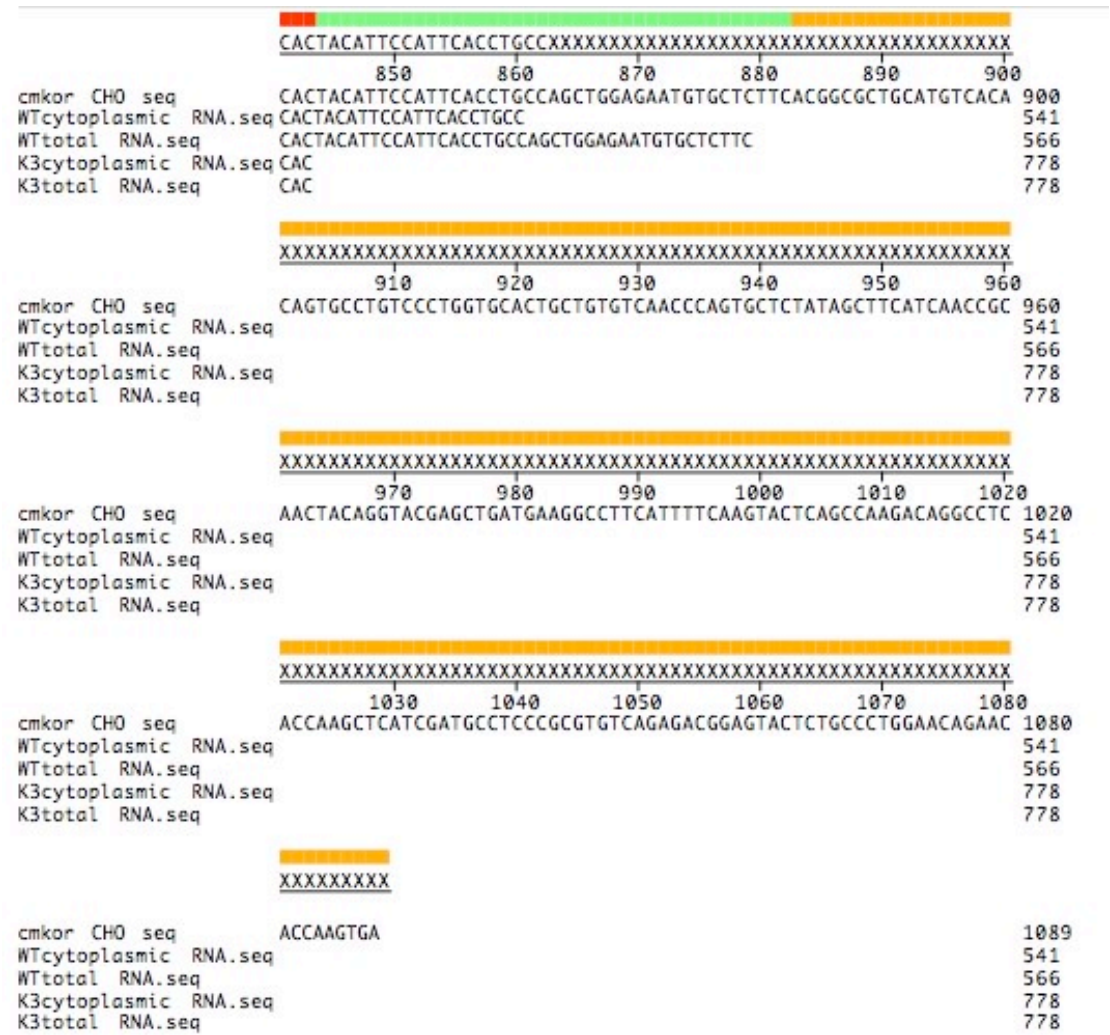 CACTACATTCCATTCACCTGCCXXXXXXXXXXXXXXXXXXXXXXXXXXXXXXXXXXXXXX
850 860 870 880 890 900
cmkor CHO seq CACTACATTCCATTCACCTGCCAGCTGGAGAATGTGCTCTTCACGGCGCTGCATGTCACA 900
WTcytoplasmic RNA.seq CACTACATTCCATTCACCTGCC 541
WTtotal RNA.seq CACTACATTCCATTCACCTGCCAGCTGGAGAATGTGCTCTTC 566
K3cytoplasmic RNA.seq CAC 778
K3total RNA.seq CAC 778
XXXXXXXXXXXXXXXXXXXXXXXXXXXXXXXXXXXXXXXXXXXXXXXXXXXXXXXXXXXX
910 920 930 940 950 960
cmkor CHO seq CAGTGCCTGTCCCTGGTGCACTGCTGTGTCAACCCAGTGCTCTATAGCTTCATCAACCGC 960
WTcytoplasmic RNA.seq 541
WTtotal RNA.seq 566
K3cytoplasmic RNA.seq 778
K3total RNA.seq 778
XXXXXXXXXXXXXXXXXXXXXXXXXXXXXXXXXXXXXXXXXXXXXXXXXXXXXXXXXXXX
970 980 990 1000 1010 1020
cmkor CHO seq AACTACAGGTACGAGCTGATGAAGGCCTTCATTTTCAAGTACTCAGCCAAGACAGGCCTC 1020
WTcytoplasmic RNA.seq 541
WTtotal RNA.seq 566
K3cytoplasmic RNA.seq 778
K3total RNA.seq 778
XXXXXXXXXXXXXXXXXXXXXXXXXXXXXXXXXXXXXXXXXXXXXXXXXXXXXXXXXXXX
1030 1040 1050 1060 1070 1080
cmkor CHO seq ACCAAGCTCATCGATGCCTCCCGCGTGTCAGAGACGGAGTACTCTGCCCTGGAACAGAAC 1080
WTcytoplasmic RNA.seq 541
WTtotal RNA.seq 566
K3cytoplasmic RNA.seq 778
K3total RNA.seq 778
XXXXXXXXX
cmkor CHO seq ACCAAGTGA 1089
WTcytoplasmic RNA.seq 541
WTtotal RNA.seq 566
K3cytoplasmic RNA.seq 778
K3total RNA.seq 778